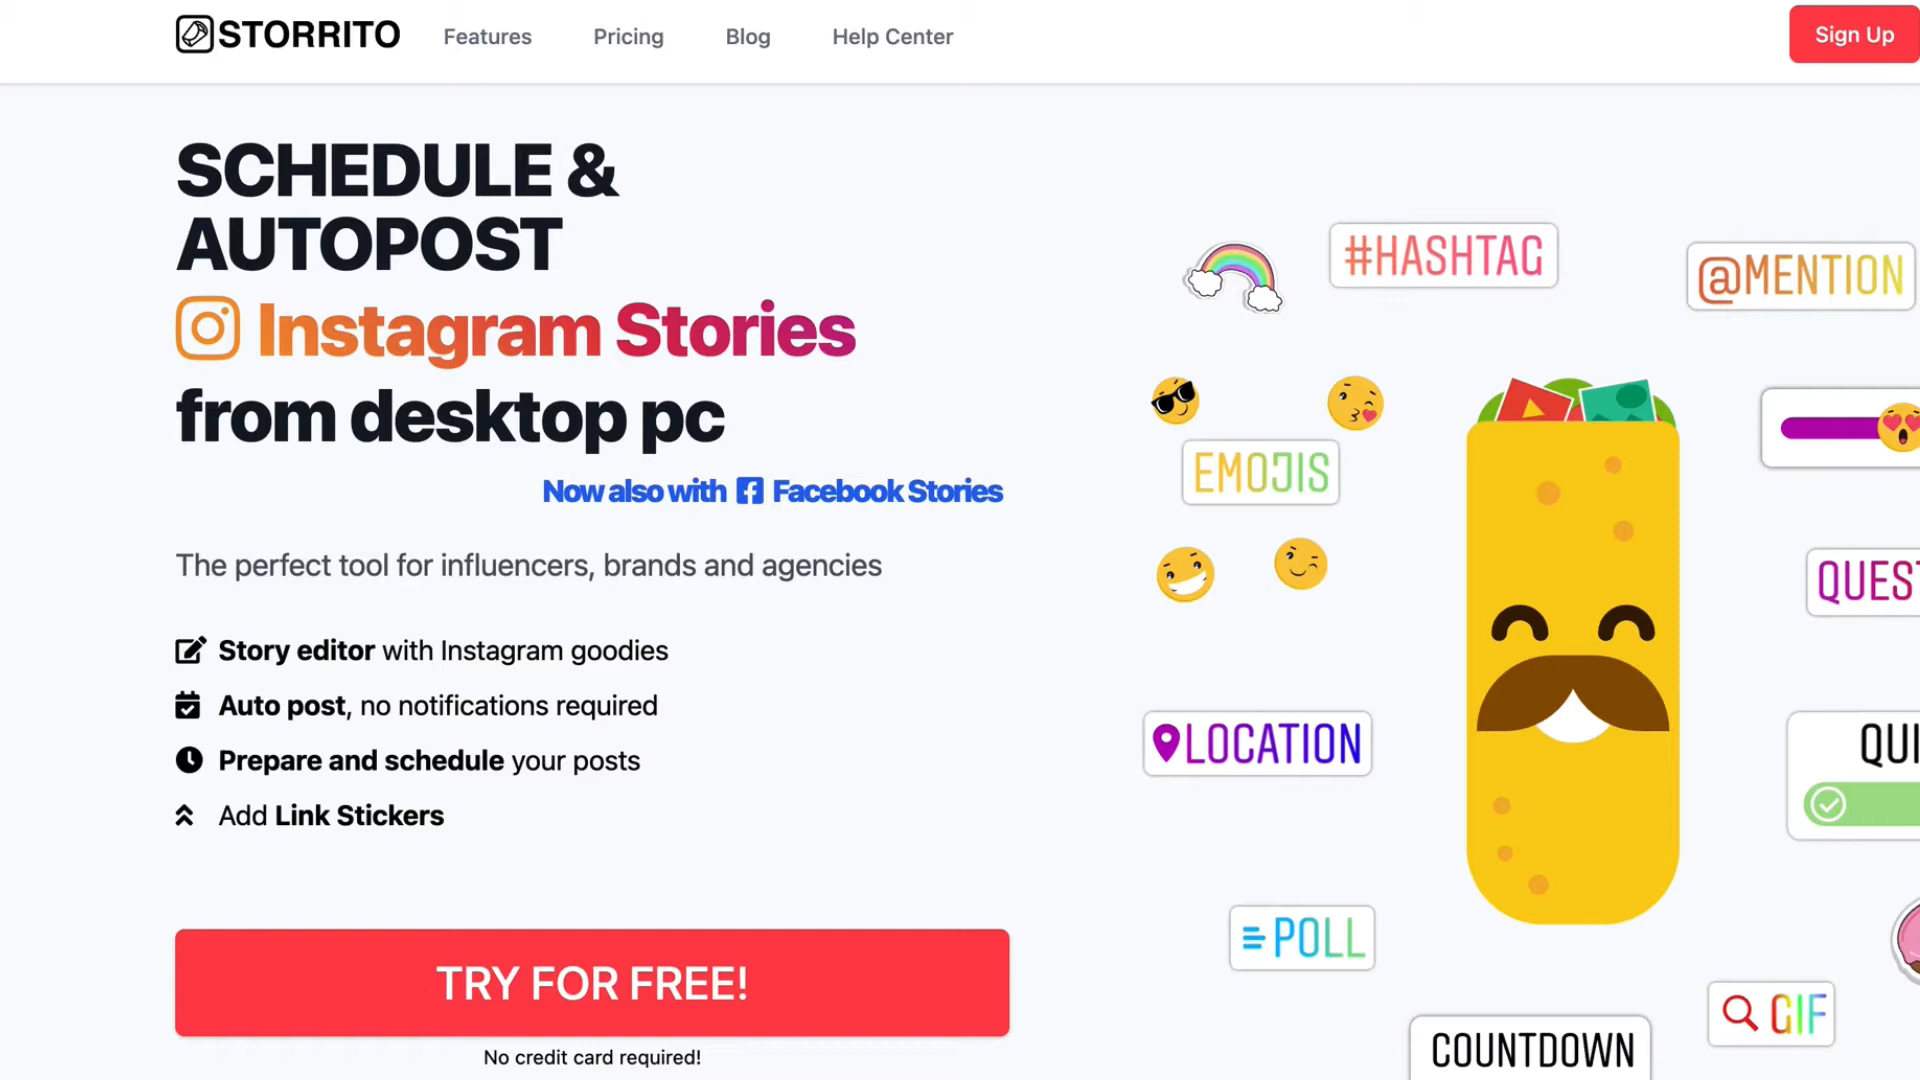 STORRITO
Features
Pricing
Blog
Help Center
Sign Up
SCHEDULE &
AUTOPOST
Instagram Stories
from desktop pc
Now also with Facebook Stories
The perfect tool for influencers, brands and agencies
Story editor with Instagram goodies
Auto post, no notifications required
Prepare and schedule your posts
Add Link Stickers
TRY FOR FREE!
No credit card required!
#HASHTAG
@MENTION
EMOJIS
QUEST
LOCATION
QUI
POLL
GIF
COUNTDOWN